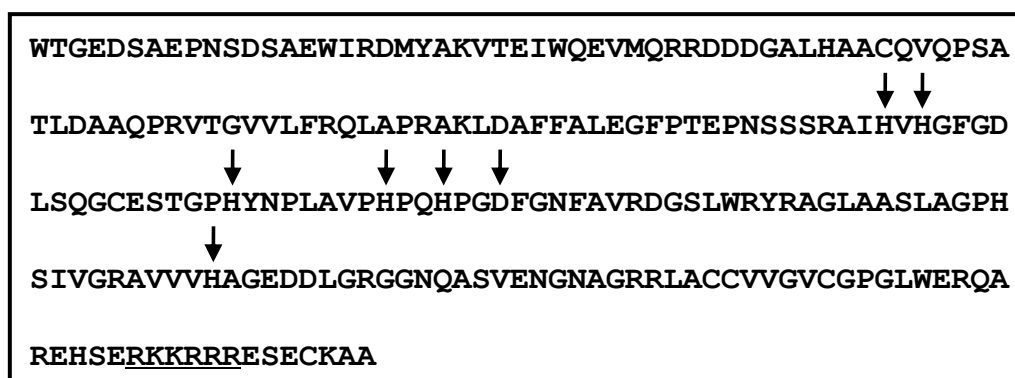 WTGEDSAEPNSDSAEWIRDMYAKVTEIWQEVMQRRDDDGALHAACQVQPSA
TLDAAQPRVTGVVLFRQLAPRAKLDAFFALEGFPTEPNSSSRAIHVHGFGD
LSQGCESTGPHYNPLAVPHPQHPGDFGNFAVRDGSLWRYRAGLAASLAGPH
SIVGRAVVVHAGEDDLGRGGNQASVENGNAGRRLACCVVGVCGPGLWERQA
REHSERKKRRRESECKAA